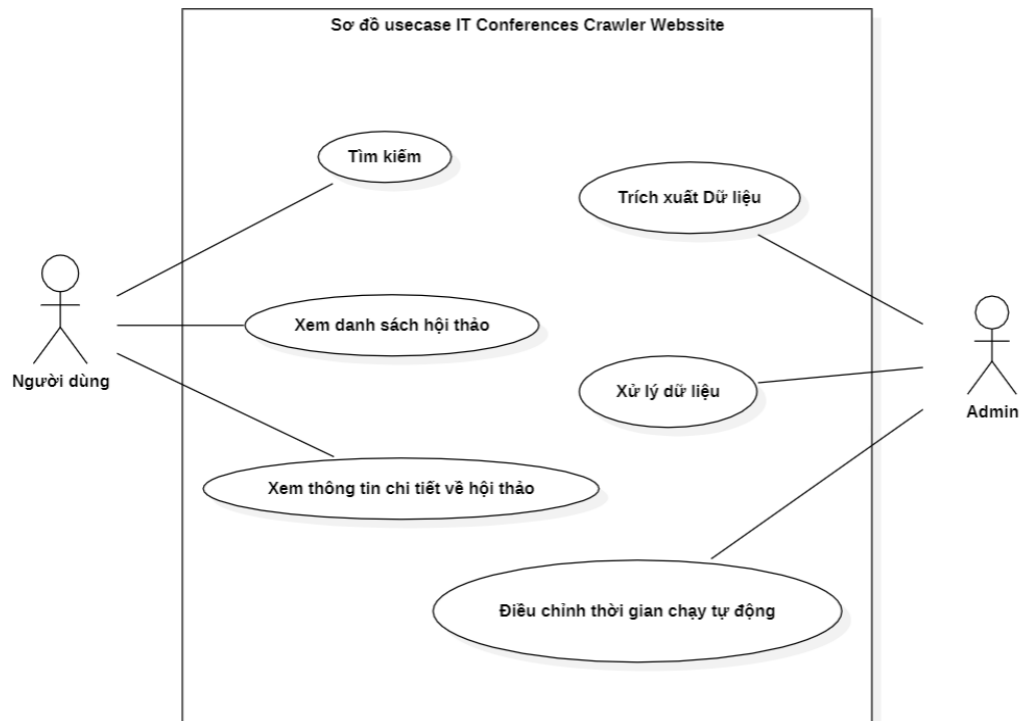 Sơ đồ usecase IT Conferences Crawler Webssite
Tìm kiếm
Trích xuất Dữ liệu
Xem danh sách hội thảo
Người dùng
Xử lý dữ liệu
Admin
Xem thông tin chi tiết về hội thảo
Điều chỉnh thời gian chạy tự động